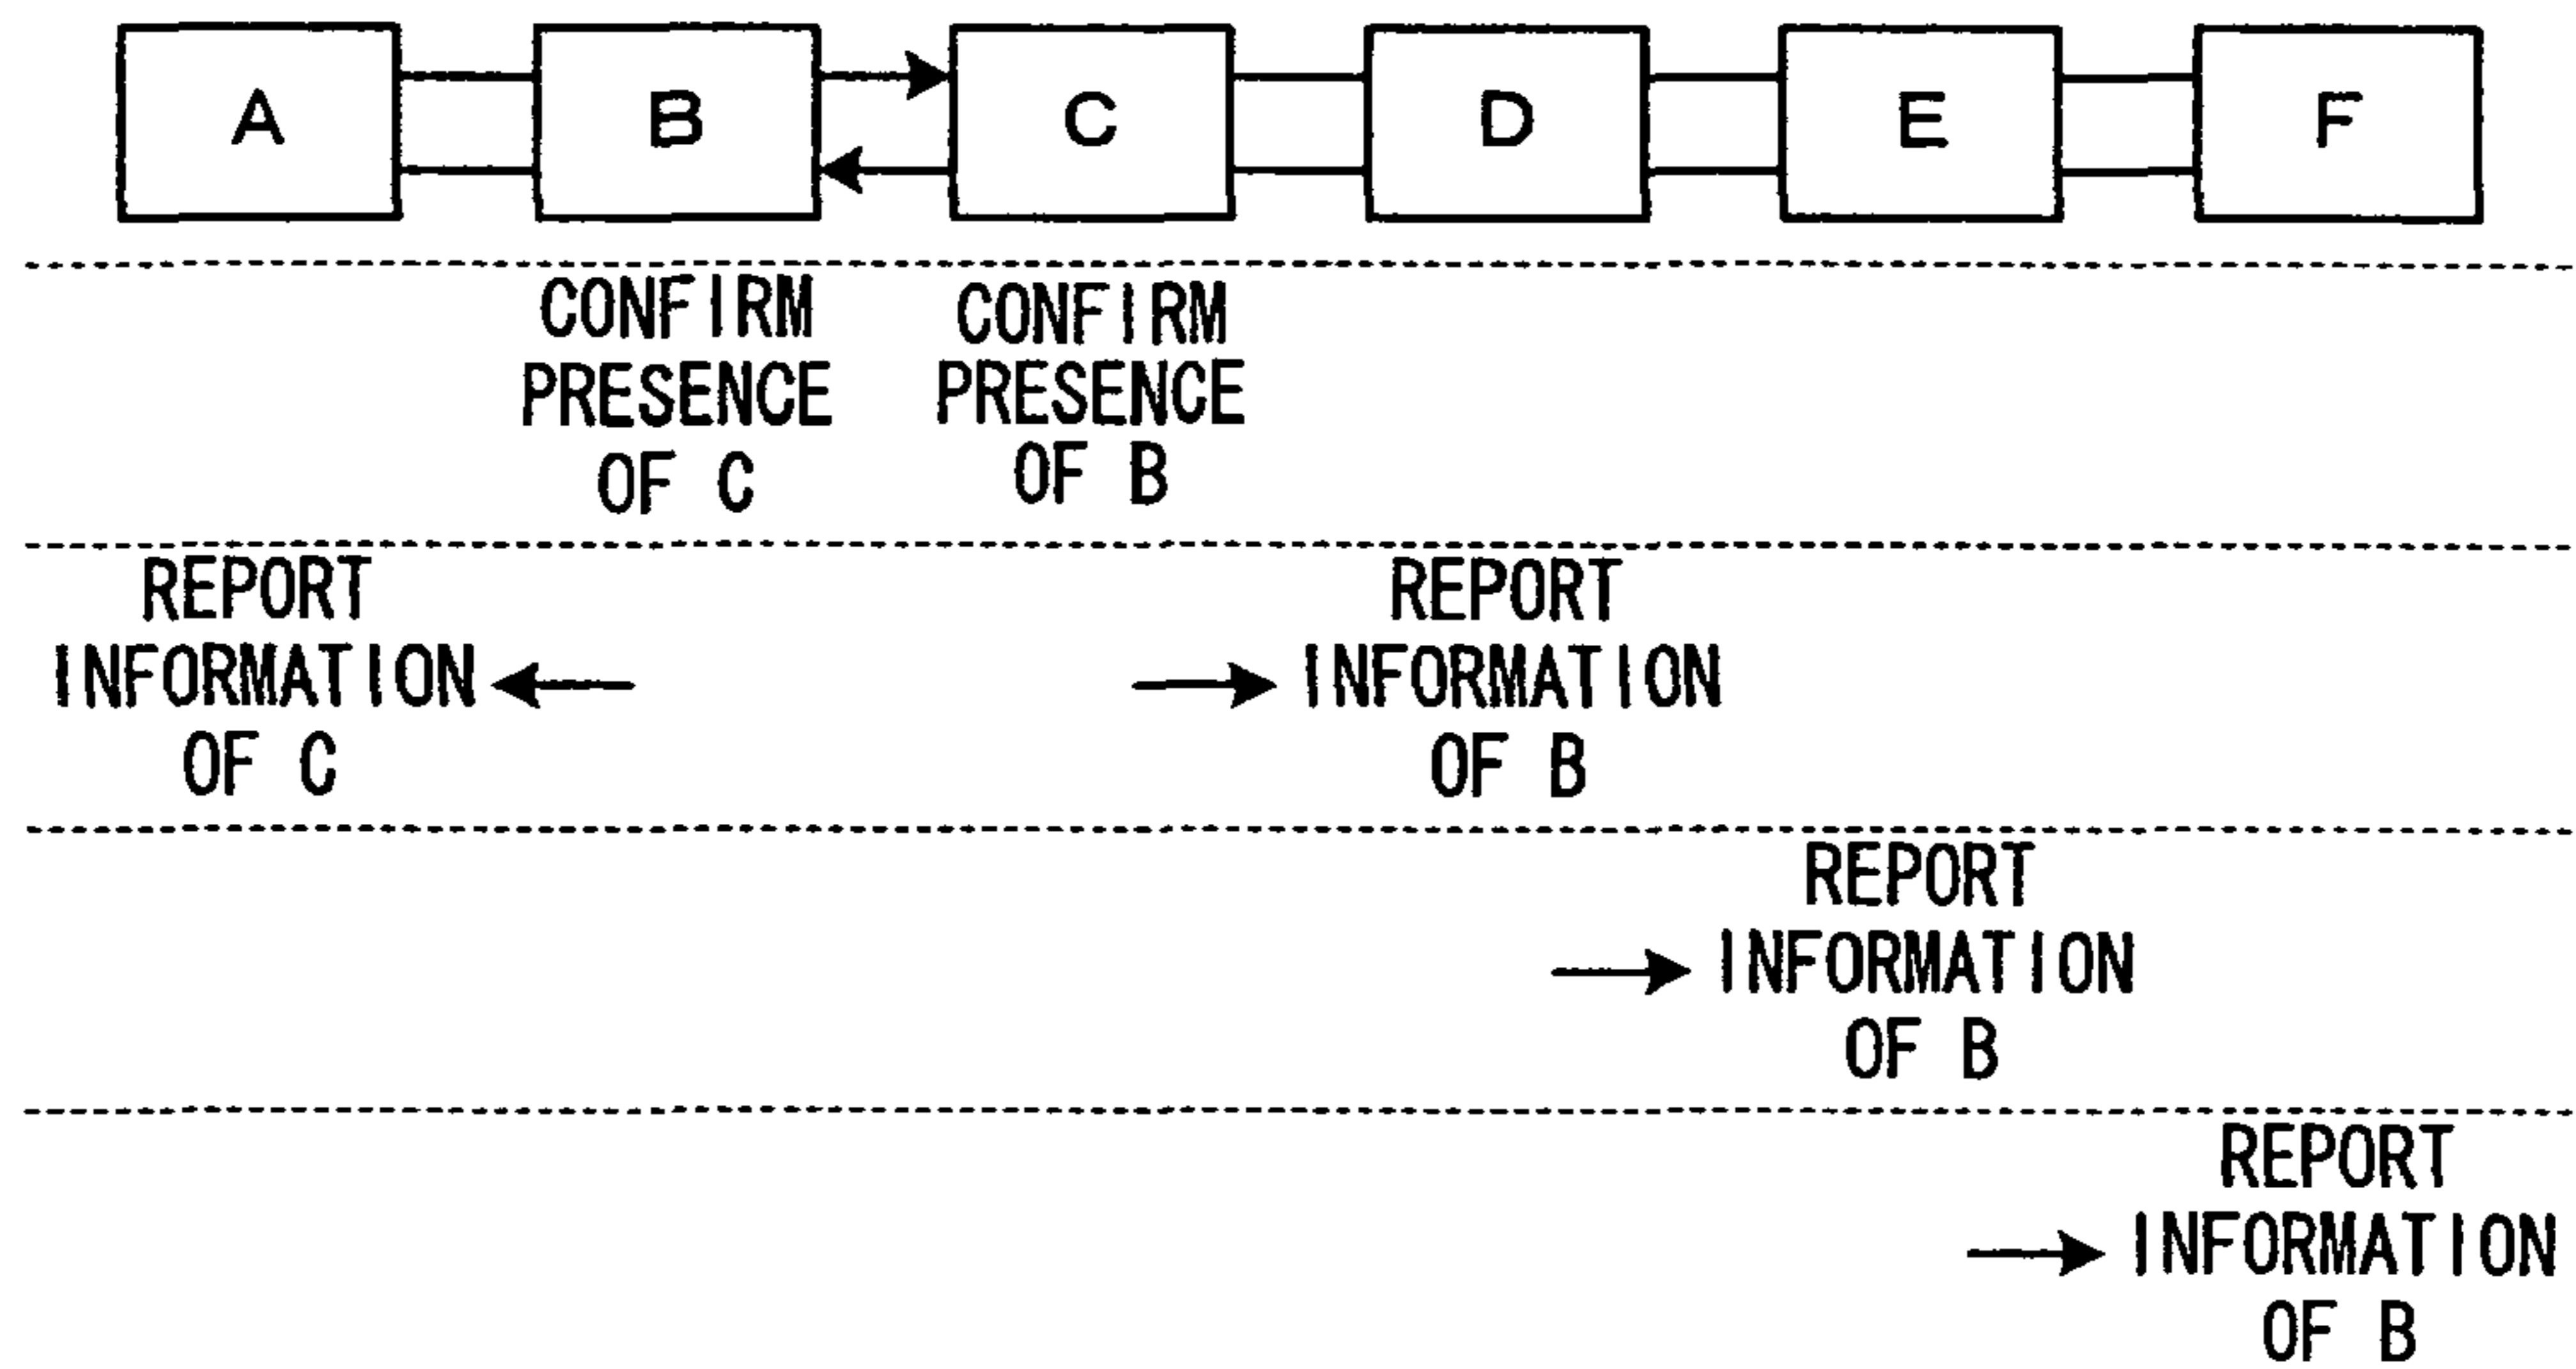 A B C D E F
CONFIRM CONFIRM
PRESENCE PRESENCE
OF C OF B
REPORT REPORT
INFORMATION INFORMATION
OF C OF B
REPORT
INFORMATION
OF B
REPORT
INFORMATION
OF B